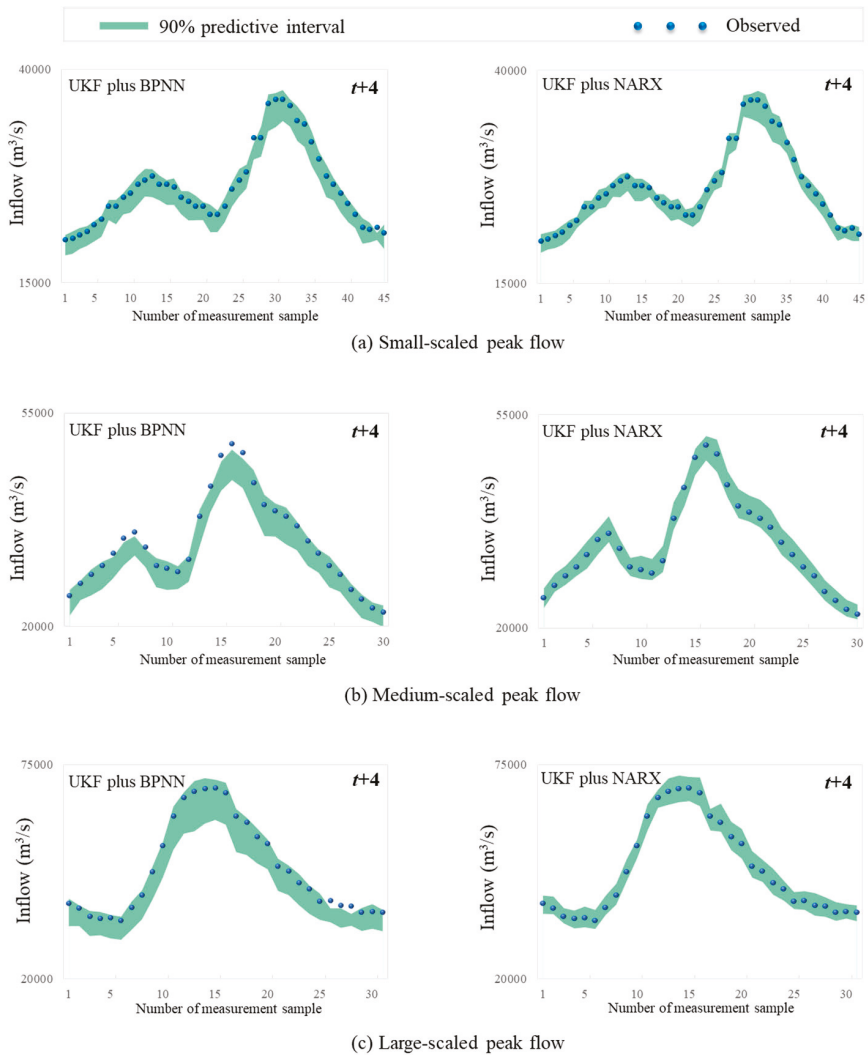 90% predictive interval
Observed
UKF plus BPNN
t+4
40000
15000
Inflow (m³/s)
1 5 10 15 20 25 30 35 40 45
Number of measurement sample
UKF plus NARX
t+4
40000
15000
Inflow (m³/s)
1 5 10 15 20 25 30 35 40 45
Number of measurement sample
(a) Small-scaled peak flow
UKF plus BPNN
t+4
55000
20000
Inflow (m³/s)
1 5 10 15 20 25 30
Number of measurement sample
UKF plus NARX
t+4
55000
20000
Inflow (m³/s)
1 5 10 15 20 25 30
Number of measurement sample
(b) Medium-scaled peak flow
UKF plus BPNN
t+4
75000
20000
Inflow (m³/s)
1 5 10 15 20 25 30
Number of measurement sample
UKF plus NARX
t+4
75000
20000
Inflow (m³/s)
1 5 10 15 20 25 30
Number of measurement sample
(c) Large-scaled peak flow